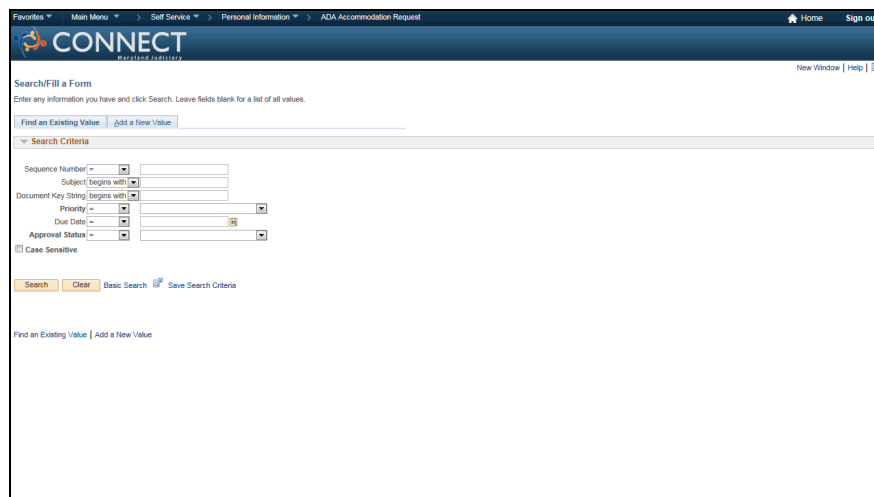 Favorites Main Menu > Self Service > Personal Information > ADA Accommodation Request Home Sign ou
CONNECT
Maryland Judiciary
New Window | Help |
Search/Fill a Form
Enter any information you have and click Search. Leave fields blank for a list of all values.
Find an Existing Value Add a New Value
Search Criteria
Sequence Number =
Subject begins with
Document Key String begins with
Priority =
Due Date =
Approval Status =
Case Sensitive
Search Clear Basic Search Save Search Criteria
Find an Existing Value | Add a New Value